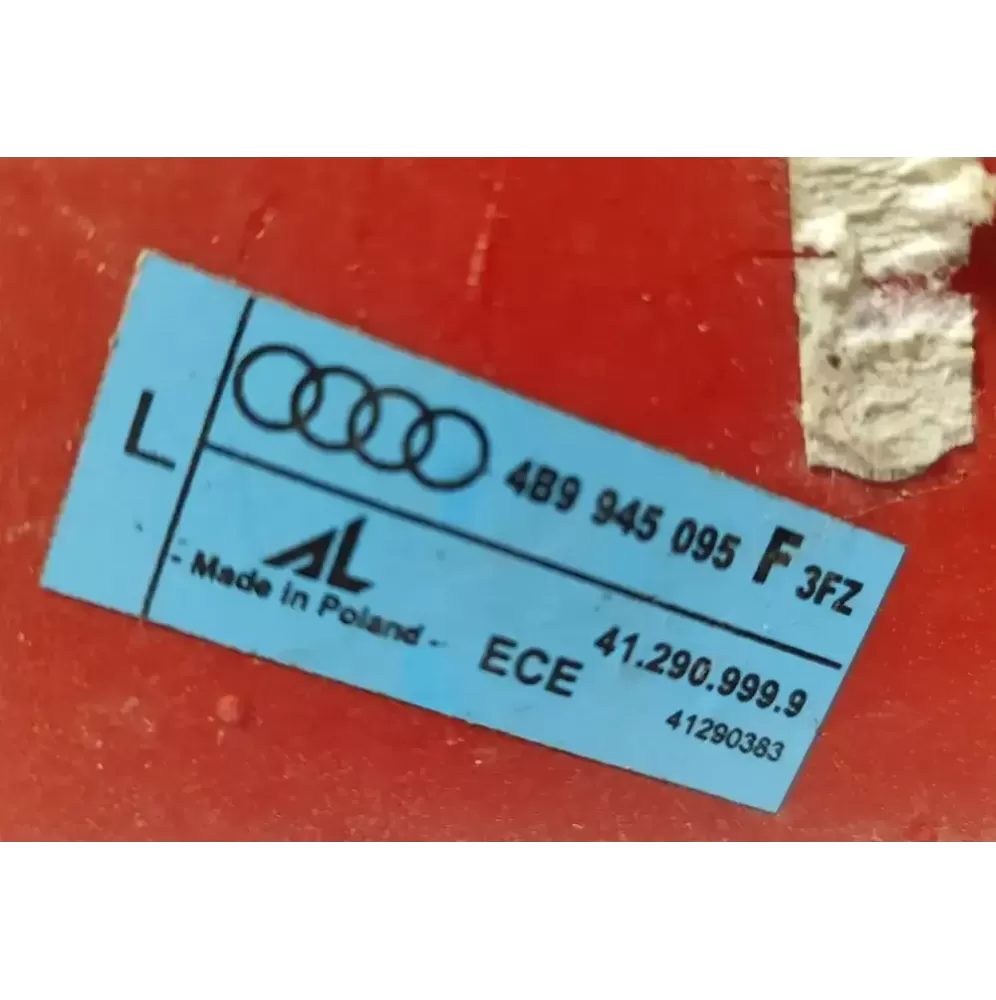 L
4B9 945 095 F 3FZ
AL
- Made in Poland -
ECE
41.290.999.9
41290383